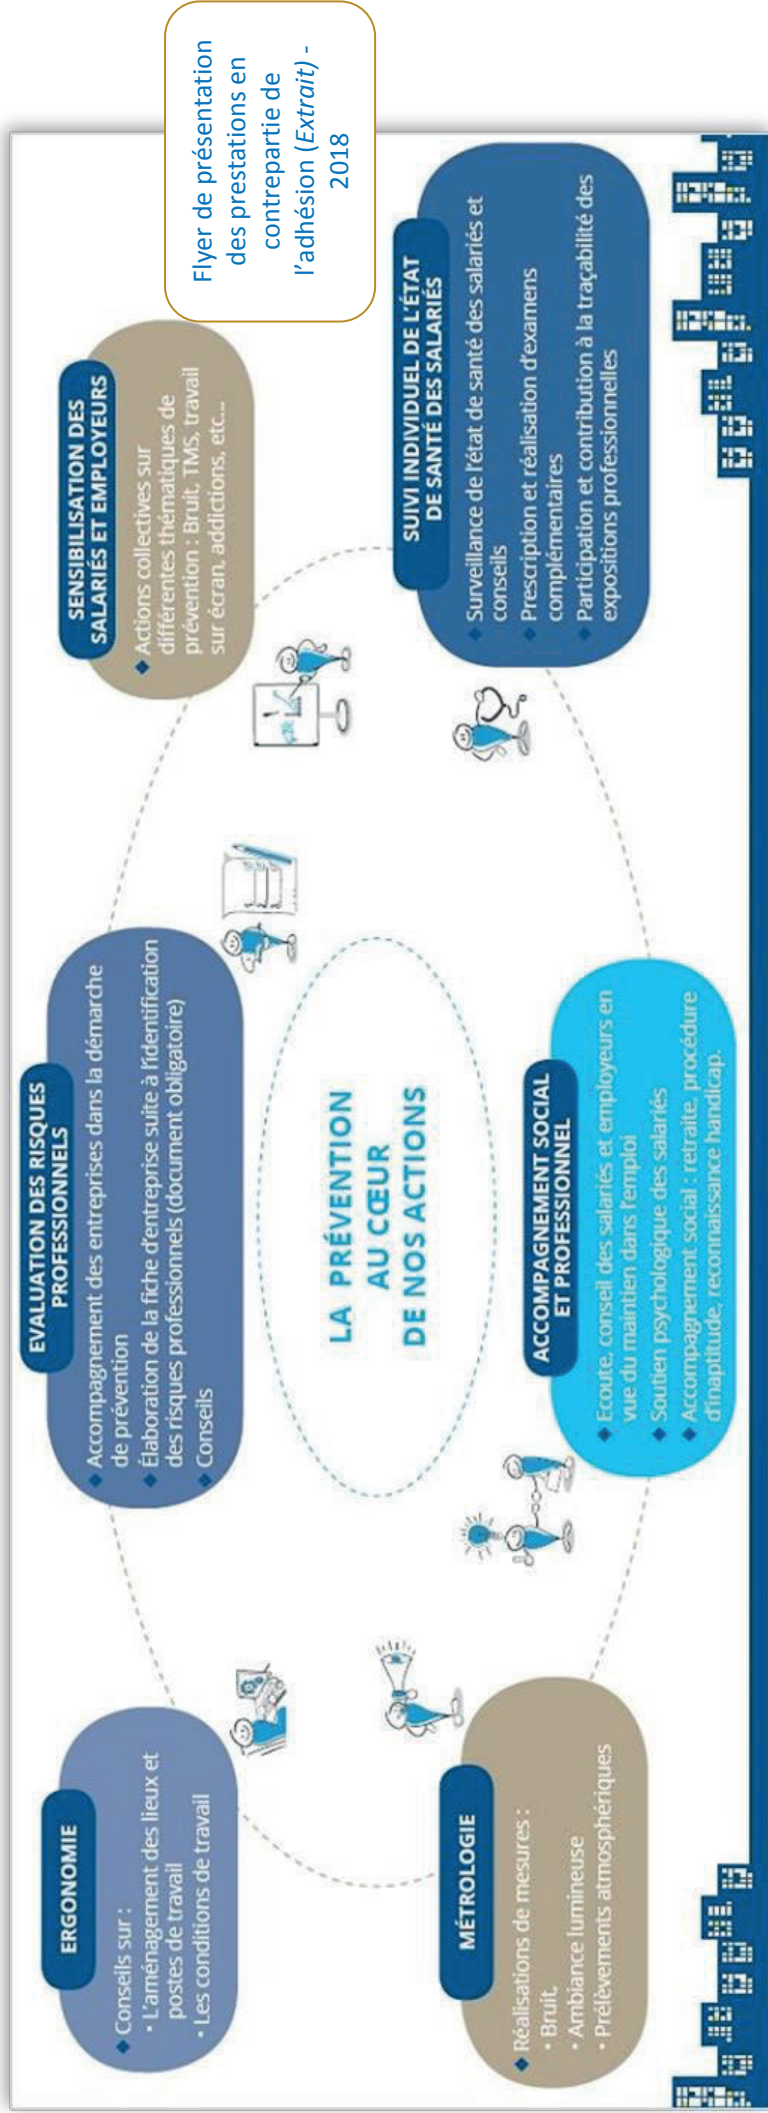 Flyer de présentation
des prestations en
contrepartie de
l'adhésion (Extrait) -
2018
ERGONOMIE
Conseils sur :
• L'aménagement des lieux et
postes de travail
• Les conditions de travail
EVALUATION DES RISQUES
PROFESSIONNELS
Accompagnement des entreprises dans la démarche
de prévention
Élaboration de la fiche d'entreprise suite à l'identification
des risques professionnels (document obligatoire)
Conseils
SENSIBILISATION DES
SALARIÉS ET EMPLOYEURS
Actions collectives sur
différentes thématiques de
prévention : Bruit, TMS, travail
sur écran, addictions, etc...
LA PRÉVENTION
AU CŒUR
DE NOS ACTIONS
MÉTROLOGIE
Réalisations de mesures :
• Bruit,
• Ambiance lumineuse
• Prélèvements atmosphériques
ACCOMPAGNEMENT SOCIAL
ET PROFESSIONNEL
Ecoute, conseil des salariés et employeurs en
vue du maintien dans l'emploi
Soutien psychologique des salariés
Accompagnement social : retraite, procédure
d'inaptitude, reconnaissance handicap.
SUIVI INDIVIDUEL DE L'ÉTAT
DE SANTÉ DES SALARIÉS
Surveillance de l'état de santé des salariés et
conseils
Prescription et réalisation d'examens
complémentaires
Participation et contribution à la traçabilité des
expositions professionnelles